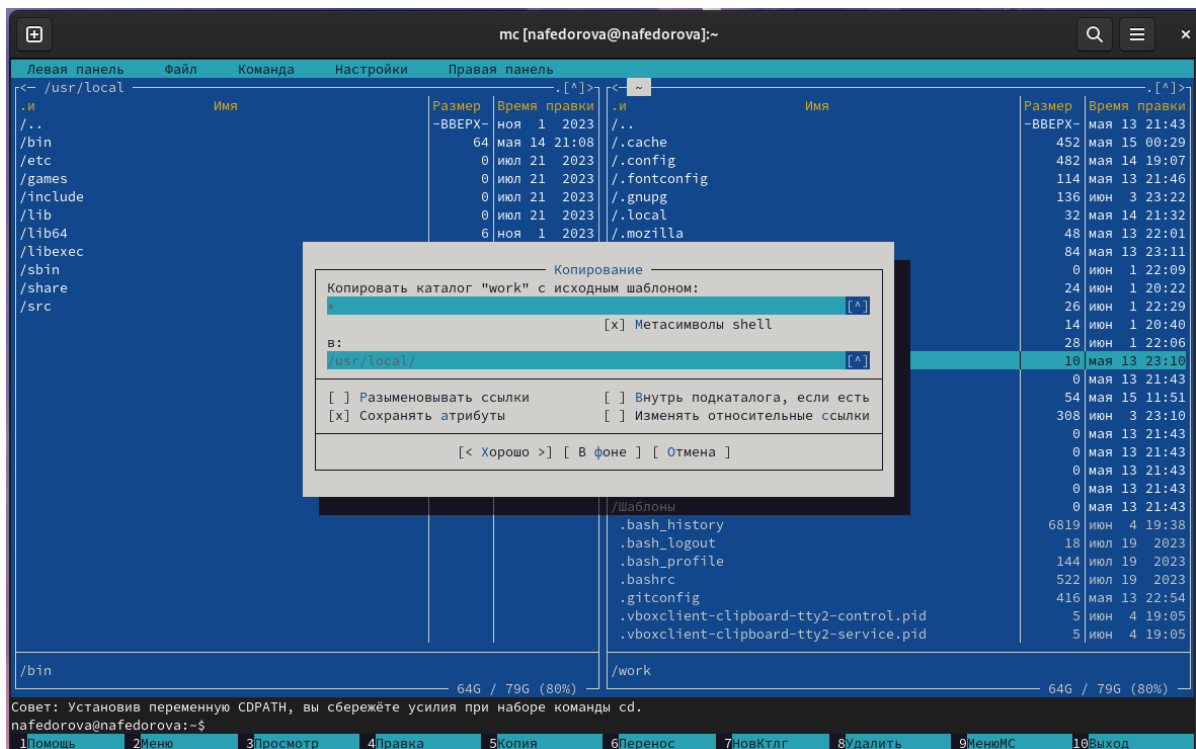 mc [nafedorova@nafedorova]:~
Левая панель Файл Команда Настройки Правая панель
<— /usr/local .[^]> <— ~ .[^]>
.и Имя Размер Время правки .и Имя Размер Время правки
/.. -ВВЕРХ- ноя 1 2023 /.. -ВВЕРХ- мая 13 21:43
/bin 64 мая 14 21:08 /.cache 452 мая 15 00:29
/etc 0 июл 21 2023 /.config 482 мая 14 19:07
/games 0 июл 21 2023 /.fontconfig 114 мая 13 21:46
/include 0 июл 21 2023 /.gnupg 136 июн 3 23:22
/lib 0 июл 21 2023 /.local 32 мая 14 21:32
/lib64 6 ноя 1 2023 /.mozilla 48 мая 13 22:01
/libexec 84 мая 13 23:11
/sbin Копирование 0 июн 1 22:09
/share Копировать каталог "work" с исходным шаблоном: 24 июн 1 20:22
/src * [^] 26 июн 1 22:29
[x] Метасимволы shell 14 июн 1 20:40
в: 28 июн 1 22:06
/usr/local/ [^] 10 мая 13 23:10
0 мая 13 21:43
[ ] Разыменовывать ссылки [ ] Внутрь подкаталога, если есть 54 мая 15 11:51
[x] Сохранять атрибуты [ ] Изменять относительные ссылки 308 июн 3 23:10
0 мая 13 21:43
[< Хорошо >] [ В фоне ] [ Отмена ] 0 мая 13 21:43
0 мая 13 21:43
0 мая 13 21:43
/Шаблоны 0 мая 13 21:43
.bash_history 6819 июн 4 19:38
.bash_logout 18 июл 19 2023
.bash_profile 144 июл 19 2023
.bashrc 522 июл 19 2023
.gitconfig 416 мая 13 22:54
.vboxclient-clipboard-tty2-control.pid 5 июн 4 19:05
.vboxclient-clipboard-tty2-service.pid 5 июн 4 19:05
/bin /work
64G / 79G (80%) 64G / 79G (80%)
Совет: Установив переменную CDPATH, вы сбережёте усилия при наборе команды cd.
nafedorova@nafedorova:~$
1Помощь 2Меню 3Просмотр 4Правка 5Копия 6Перенос 7НовКтлг 8Удалить 9МенюMC 10Выход